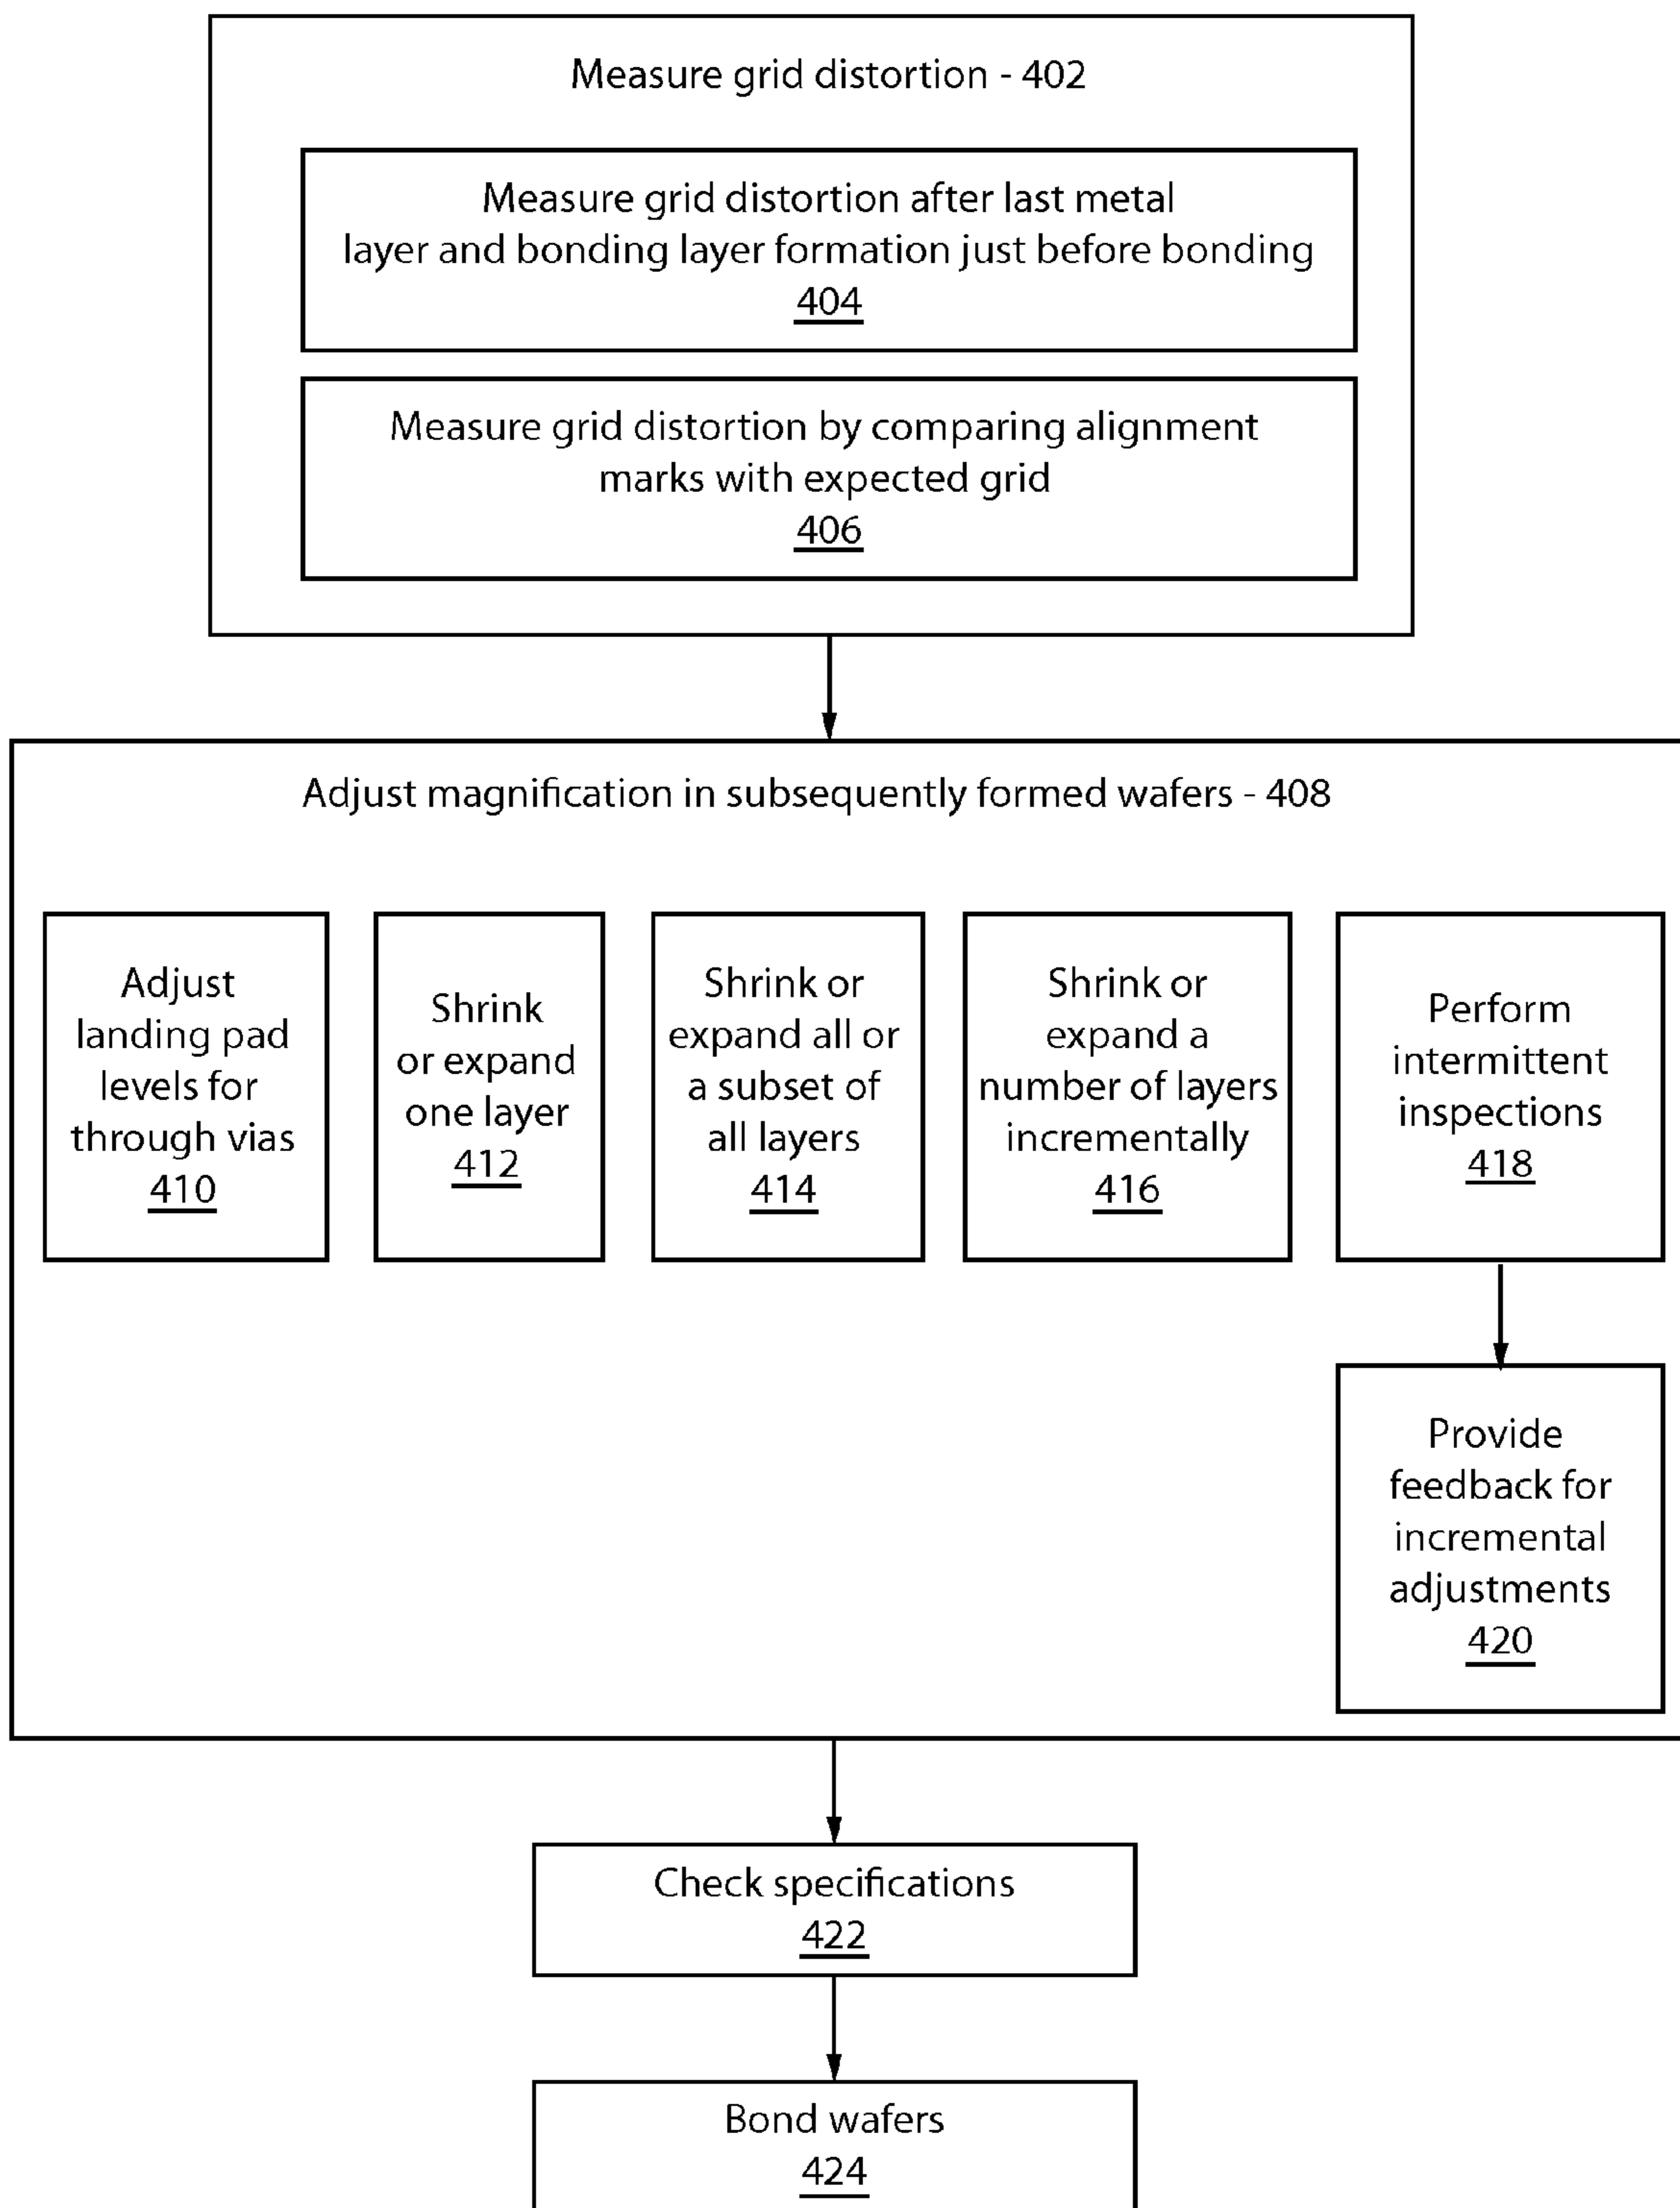 Measure grid distortion - 402
Measure grid distortion after last metal
layer and bonding layer formation just before bonding
404
Measure grid distortion by comparing alignment
marks with expected grid
406
Adjust magnification in subsequently formed wafers - 408
Adjust
landing pad
levels for
through vias
410
Shrink
or expand
one layer
412
Shrink or
expand all or
a subset of
all layers
414
Shrink or
expand a
number of layers
incrementally
416
Perform
intermittent
inspections
418
Provide
feedback for
incremental
adjustments
420
Check specifications
422
Bond wafers
424